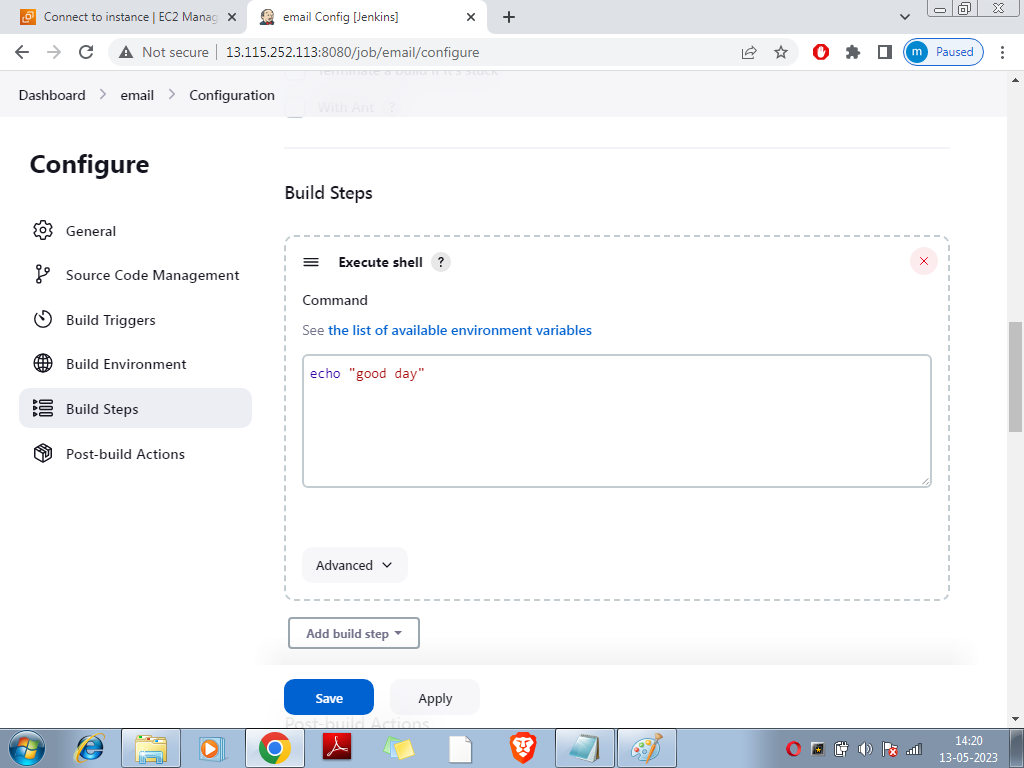 Connect to instance | EC2 Manag
email Config [Jenkins]
Not secure
13.115.252.113:8080/job/email/configure
m
Paused
Terminate a build if it's stuck
Dashboard
email
Configuration
With Ant ?
Configure
General
Source Code Management
Build Triggers
Build Environment
Build Steps
Post-build Actions
Build Steps
Execute shell ?
Command
See the list of available environment variables
echo "good day"
Advanced
Add build step
Save
Apply
Post-build Actions
14:20
13-05-2023